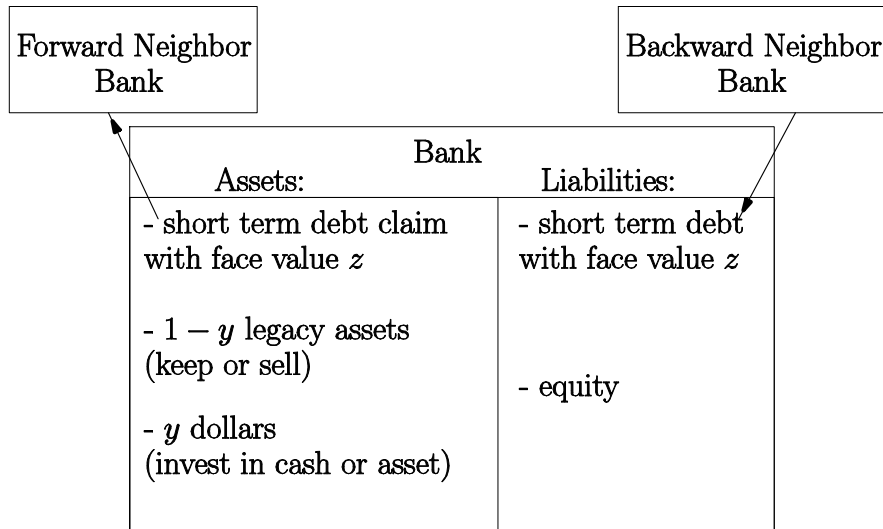 Forward Neighbor
Bank
Backward Neighbor
Bank
Bank
Assets:
Liabilities:
- short term debt claim
with face value z
- 1 − y legacy assets
(keep or sell)
- y dollars
(invest in cash or asset)
- short term debt
with face value z
- equity